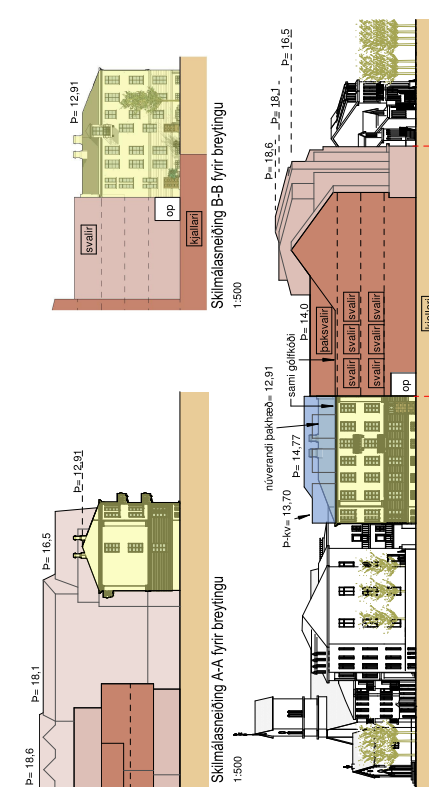 Þ= 12,91
svalir
op
kjallari
Skilmálasneiðing B-B fyrir breytingu
1:500
Þ= 18,6
Þ= 18,1
Þ= 16,5
Þ= 12,91
Skilmálasneiðing A-A fyrir breytingu
1:500
Þ-kv= 13,70
Þ= 14,77
núverandi þakhæð= 12,91
sami gólfkóði
Þ= 14,0
Þ= 18,6
Þ= 18,1
Þ= 16,5
þaksvalir
svalir svalir svalir
svalir svalir svalir
op
kjallari